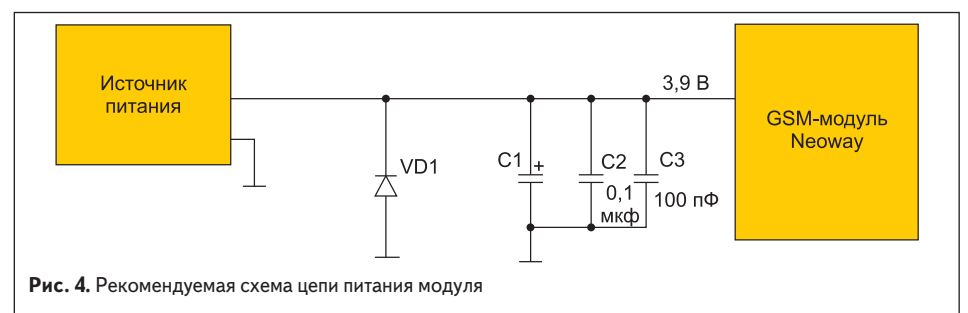 Источник
питания
3,9 В
GSM-модуль
Neoway
VD1
C1
+
C2
0,1
мкф
C3
100 пФ
Рис. 4. Рекомендуемая схема цепи питания модуля